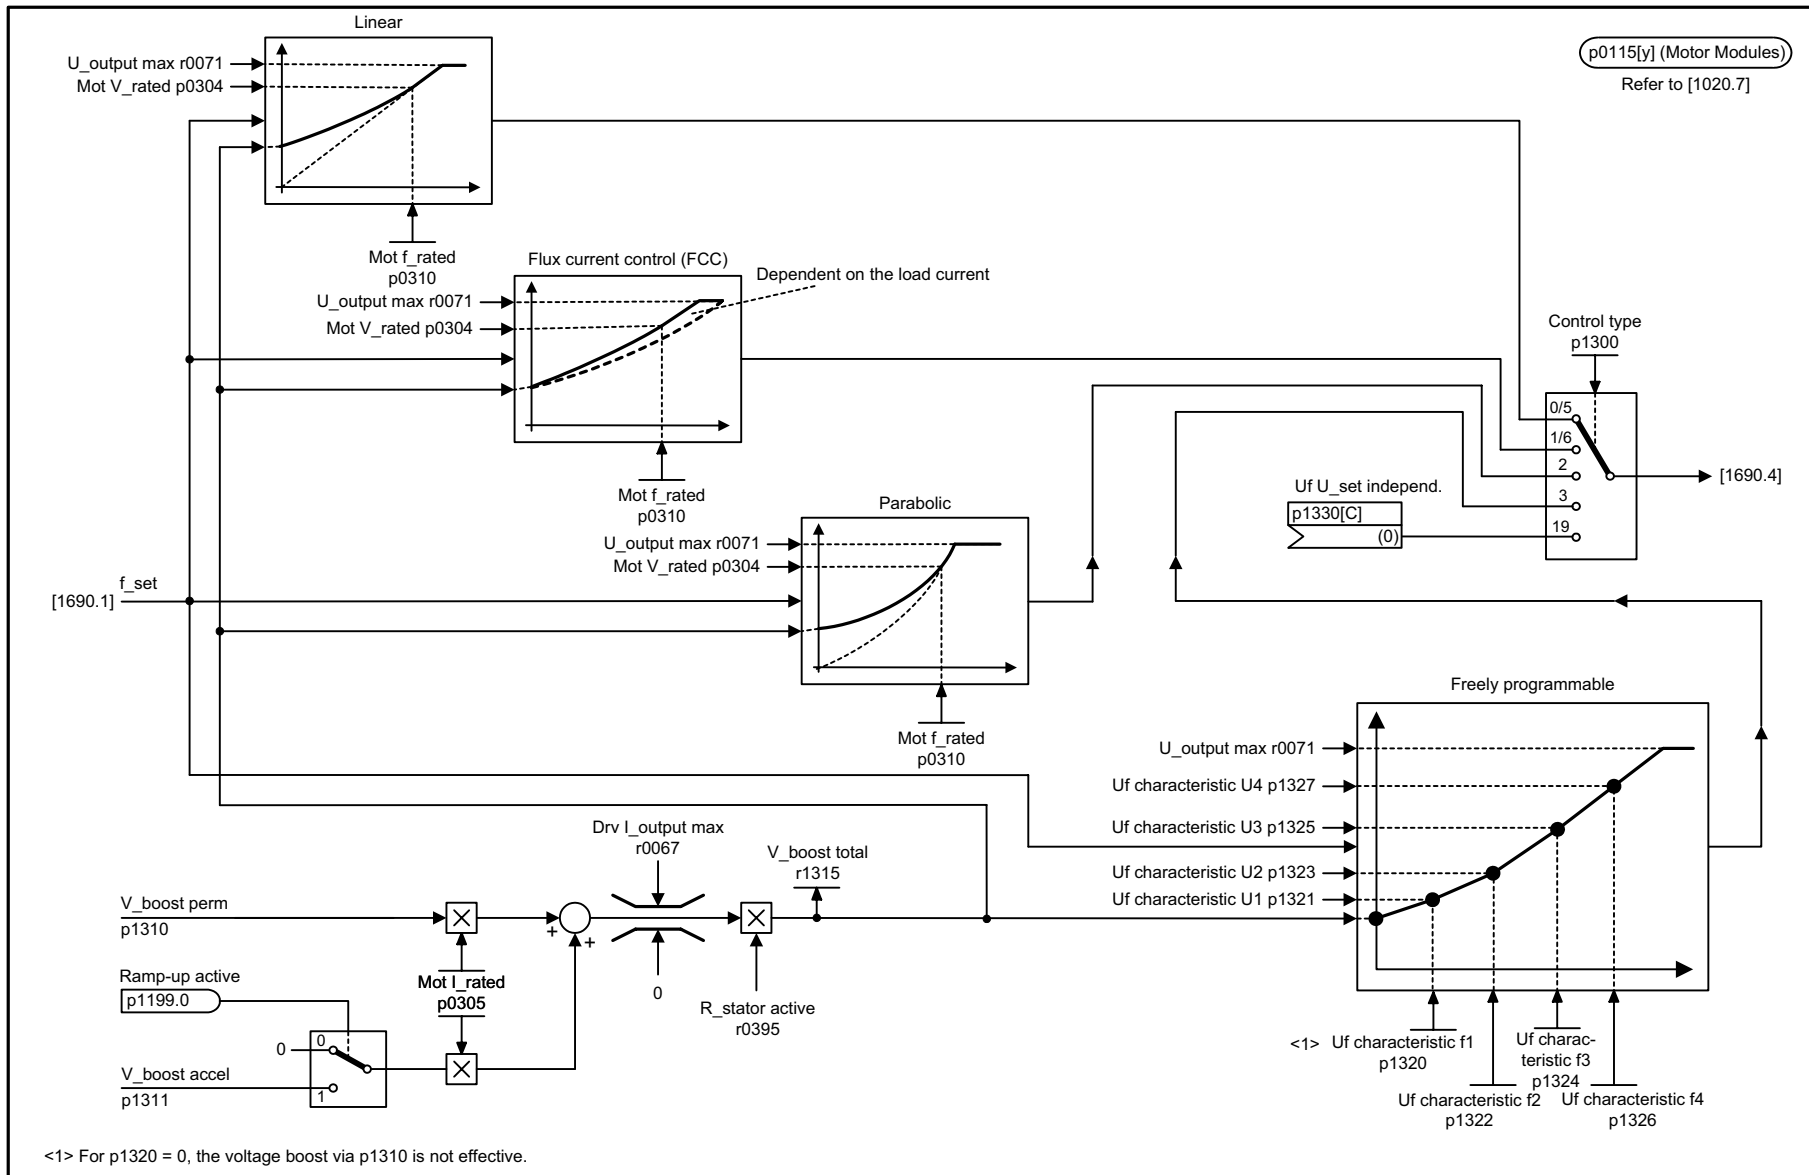 Linear
U_output max r0071
Mot V_rated p0304
Mot f_rated
p0310
p0115[y] (Motor Modules)
Refer to [1020.7]
Flux current control (FCC)
Dependent on the load current
U_output max r0071
Mot V_rated p0304
Mot f_rated
p0310
Control type
p1300
0/5
1/6
2
3
19
[1690.4]
Uf U_set independ.
p1330[C]
(0)
Parabolic
U_output max r0071
Mot V_rated p0304
Mot f_rated
p0310
f_set
[1690.1]
Freely programmable
U_output max r0071
Uf characteristic U4 p1327
Uf characteristic U3 p1325
Uf characteristic U2 p1323
Uf characteristic U1 p1321
<1> Uf characteristic f1
p1320
Uf charac-
teristic f3
p1324
Uf characteristic f2
p1322
Uf characteristic f4
p1326
Drv I_output max
r0067
V_boost total
r1315
V_boost perm
p1310
+
+
0
Mot I_rated
p0305
R_stator active
r0395
Ramp-up active
p1199.0
0
0
1
V_boost accel
p1311
<1> For p1320 = 0, the voltage boost via p1310 is not effective.